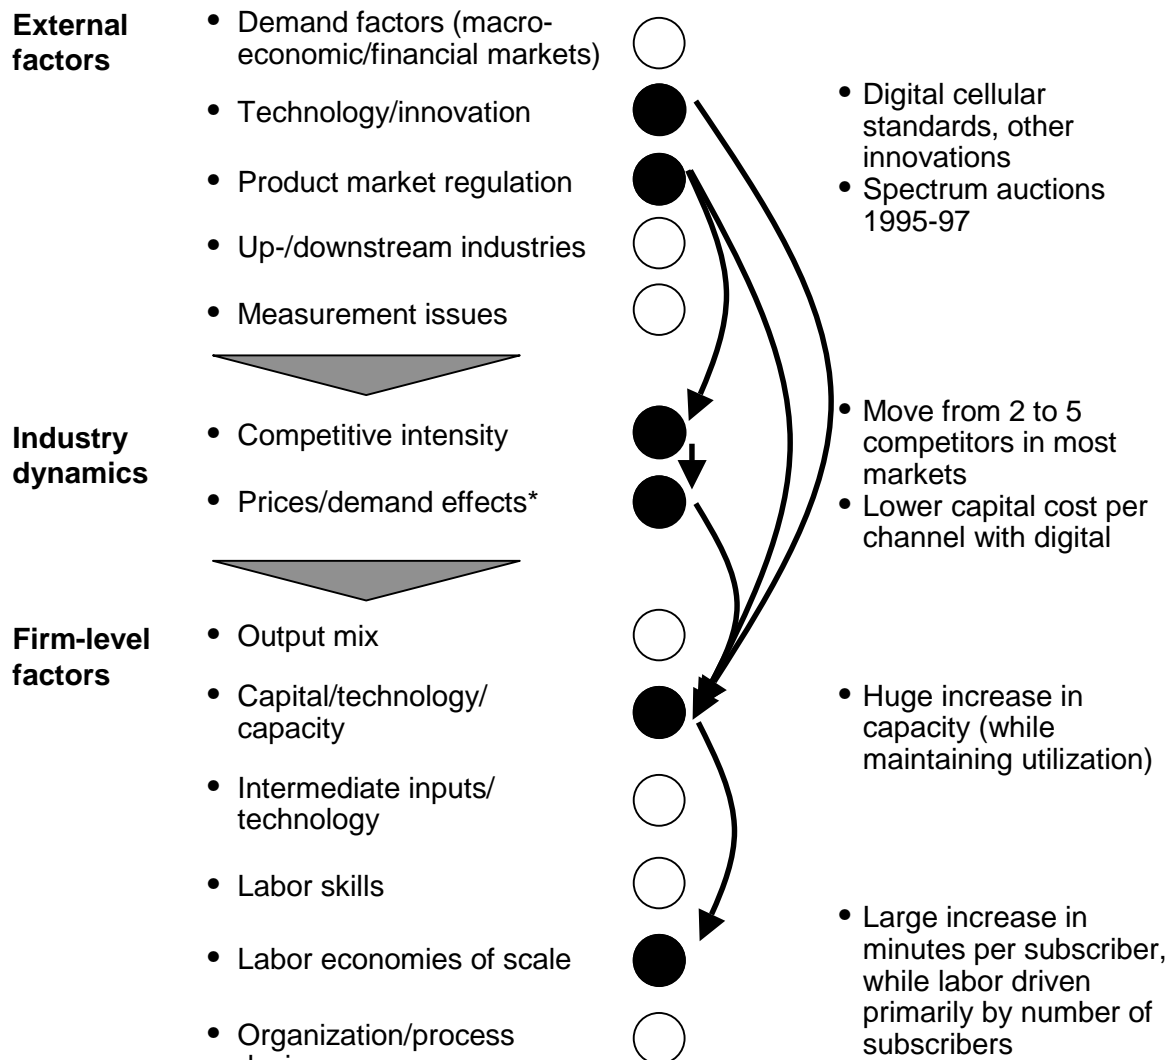 External
factors
• Demand factors (macro-
economic/financial markets)
• Technology/innovation
• Product market regulation
• Up-/downstream industries
• Measurement issues
• Digital cellular
standards, other
innovations
• Spectrum auctions
1995-97
Industry
dynamics
• Competitive intensity
• Prices/demand effects*
• Move from 2 to 5
competitors in most
markets
• Lower capital cost per
channel with digital
Firm-level
factors
• Output mix
• Capital/technology/
capacity
• Intermediate inputs/
technology
• Labor skills
• Labor economies of scale
• Organization/process
• Huge increase in
capacity (while
maintaining utilization)
• Large increase in
minutes per subscriber,
while labor driven
primarily by number of
subscribers